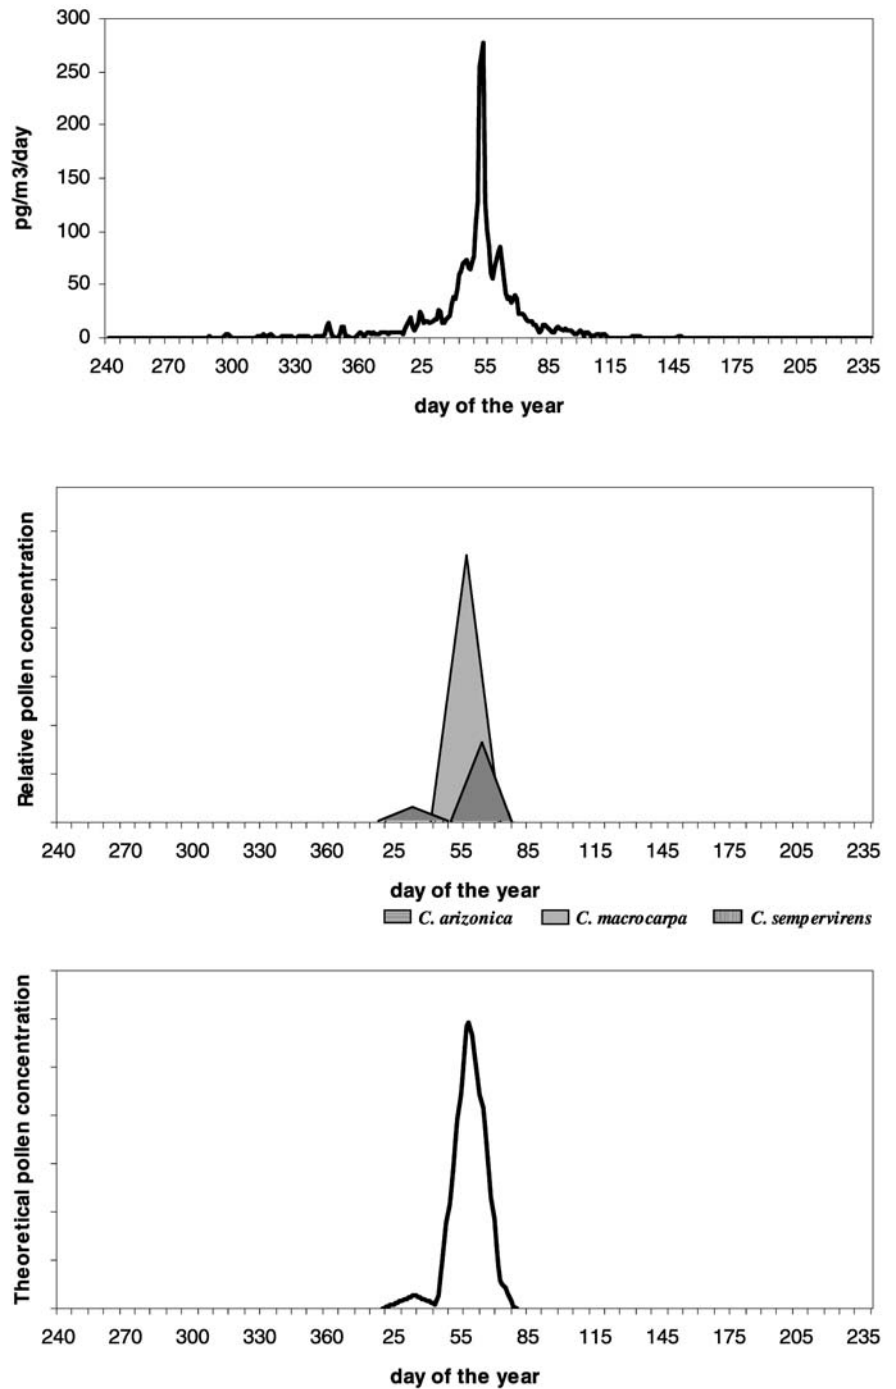 300
250
200
150
100
50
0
pg/m3/day
240 270 300 330 360 25 55 85 115 145 175 205 235
day of the year
Relative pollen concentration
240 270 300 330 360 25 55 85 115 145 175 205 235
day of the year
C. arizonica C. macrocarpa C. sempervirens
Theoretical pollen concentration
240 270 300 330 360 25 55 85 115 145 175 205 235
day of the year